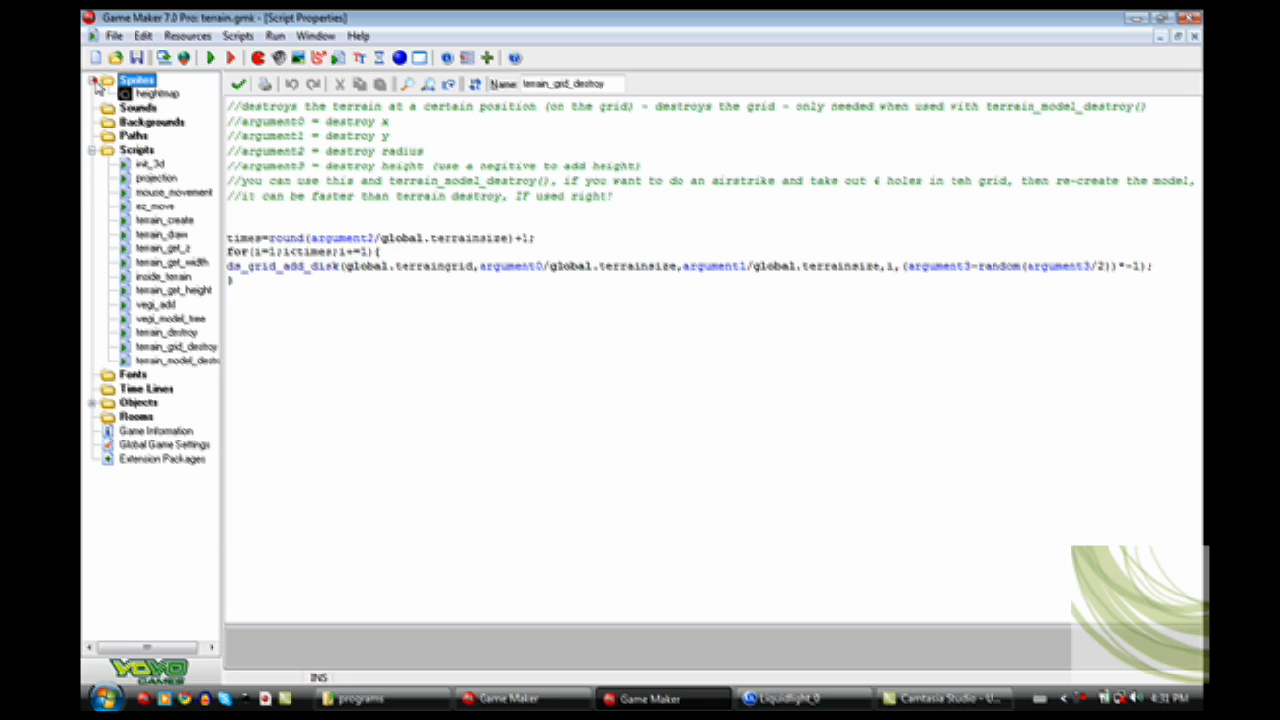 Game Maker 7.0 Pro: terrain.gmk - [Script Properties]
File Edit Resources Scripts Run Window Help
Name: terrain_grid_destroy
Sprites
heightmap
Sounds
Backgrounds
Paths
Scripts
init_3d
projection
mouse_movement
ez_move
terrain_create
terrain_draw
terrain_get_z
terrain_get_width
inside_terrain
terrain_get_height
vegi_add
vegi_model_tree
terrain_destroy
terrain_grid_destroy
terrain_model_destr
Fonts
Time Lines
Objects
Rooms
Game Information
Global Game Settings
Extension Packages
//destroys the terrain at a certain position (on the grid) - destroys the grid - only needed when used with terrain_model_destroy()
//argument0 = destroy x
//argument1 = destroy y
//argument2 = destroy radius
//argument3 = destroy height (use a negitive to add height)
//you can use this and terrain_model_destroy(), if you want to do an airstrike and take out 6 holes in teh grid, then re-create the model,
//it can be faster than terrain destroy, IF used right!
times=round(argument2/global.terrainsize)+1;
for(i=1;i<times;i+=1){
ds_grid_add_disk(global.terraingrid,argument0/global.terrainsize,argument1/global.terrainsize,i,(argument3-random(argument3/2))*-1);
}
YOYO
GAMES
INS
programs
Game Maker
Game Maker
Liquidlight_0
Camtasia Studio - U...
4:31 PM